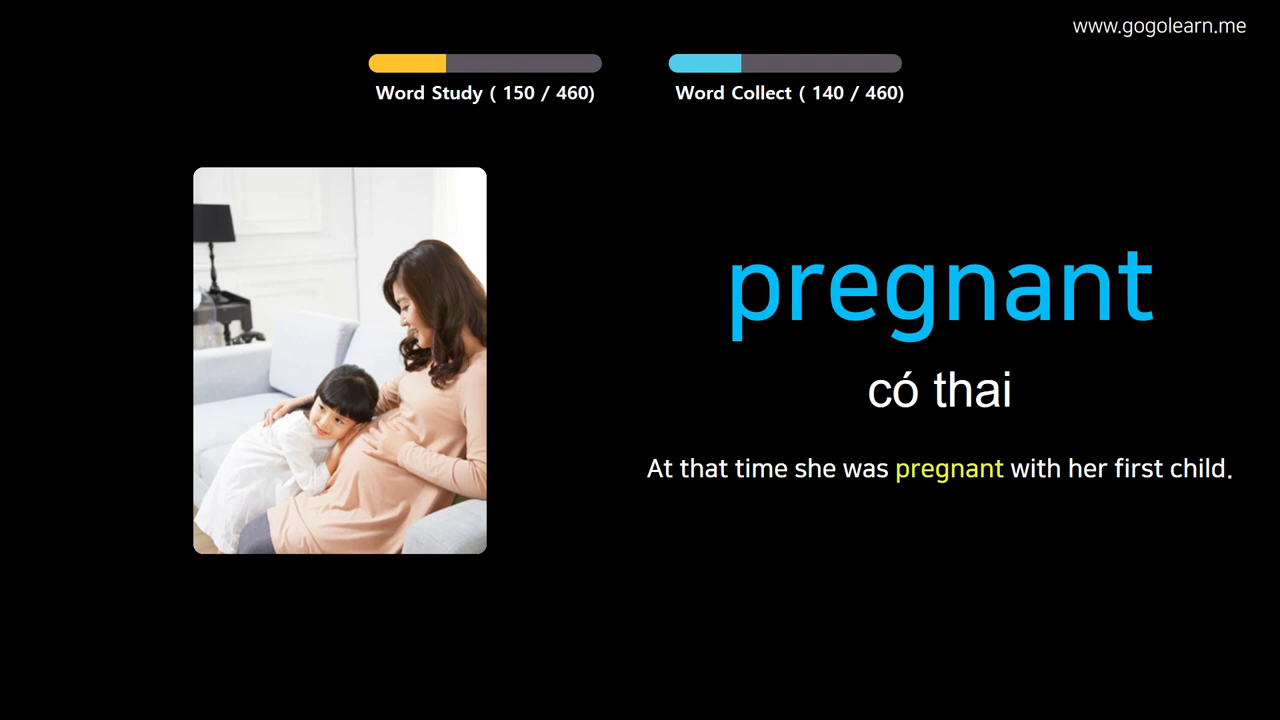 www.gogolearn.me
Word Study ( 150 / 460)
Word Collect ( 140 / 460)
pregnant
có thai
At that time she was pregnant with her first child.